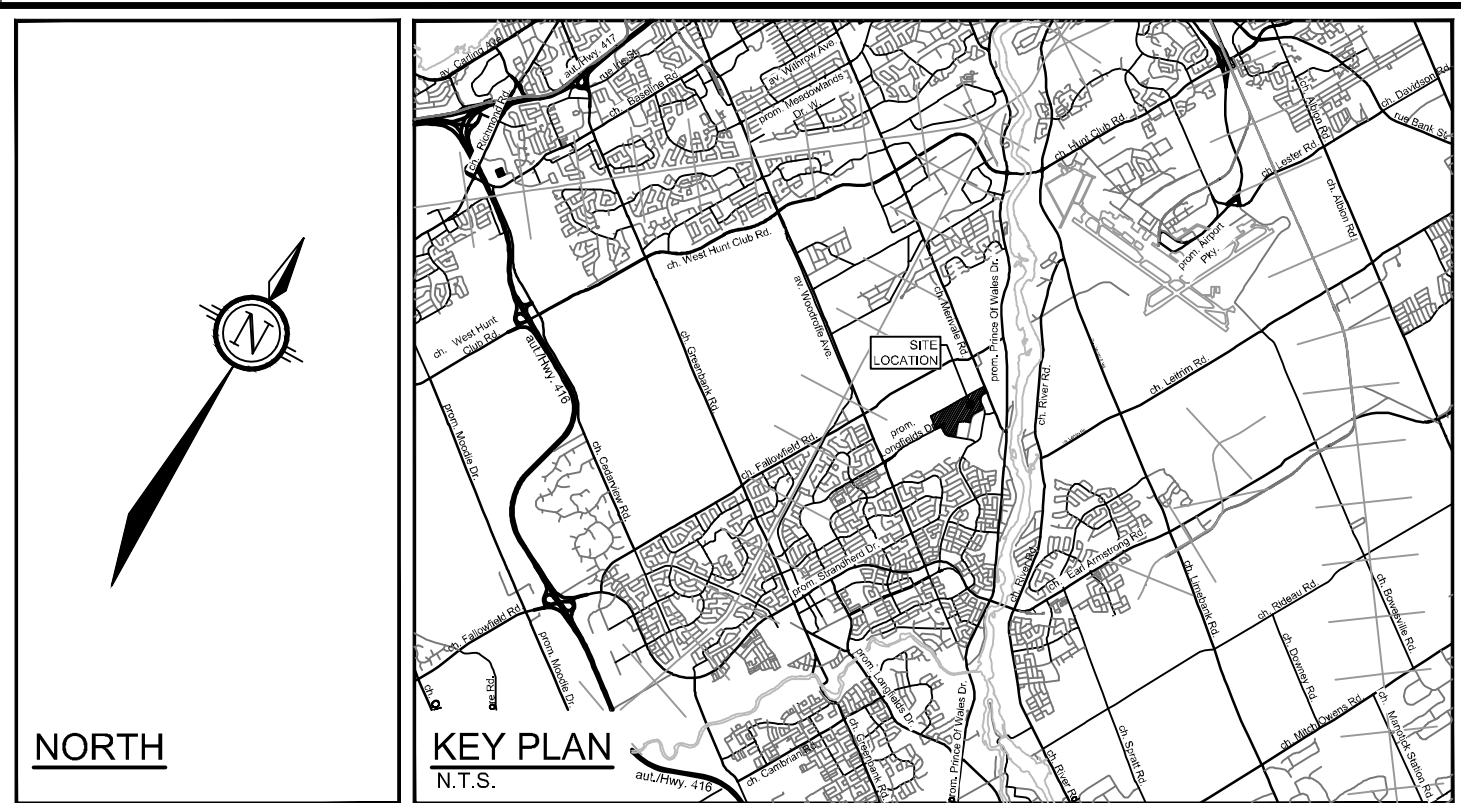 av. Carling Ave.
aut./Hwy. 417
rue Iris St.
ch. Richmond Rd.
ch. Baseline Rd.
av. Withrow Ave.
prom. Meadowlands
Dr. W.
ch. Hunt Club Rd.
ch. Albion Rd.
ch. Davidson Rd.
rue Bank St.
ch. Lester Rd.
ch. Albion Rd.
prom. Airport
Pky.
ch. West Hunt Club Rd.
ch. West Hunt
Club Rd.
aut./Hwy. 416
ch. Greenbank Rd.
av. Woodroffe Ave.
ch. Merivale Rd.
prom. Prince Of Wales Dr.
ch. River Rd.
N
SITE
LOCATION
ch. Leitrim Rd.
prom. Moodie Dr.
ch. Cedarview Rd.
ch. Fallowfield Rd.
prom.
Longfields Dr.
prom. Strandherd Dr.
ch. River Rd.
ch. Earl Armstrong Rd.
ch. Limebank Rd.
ch. Rideau Rd.
ch. Bowesville Rd.
ch. Fallowfield Rd.
prom. Moodie Dr.
ch.
ore Rd.
prom. Longfields Dr.
ch. Greenbank Rd.
ch. Cambrian Rd.
prom. Prince Of Wales Dr.
ch. River Rd.
ch. Spratt Rd.
ch. Downey Rd.
ch. Mitch Owens Rd.
ch. Manotick Station Rd.
aut./Hwy. 416
NORTH
KEY PLAN
N.T.S.